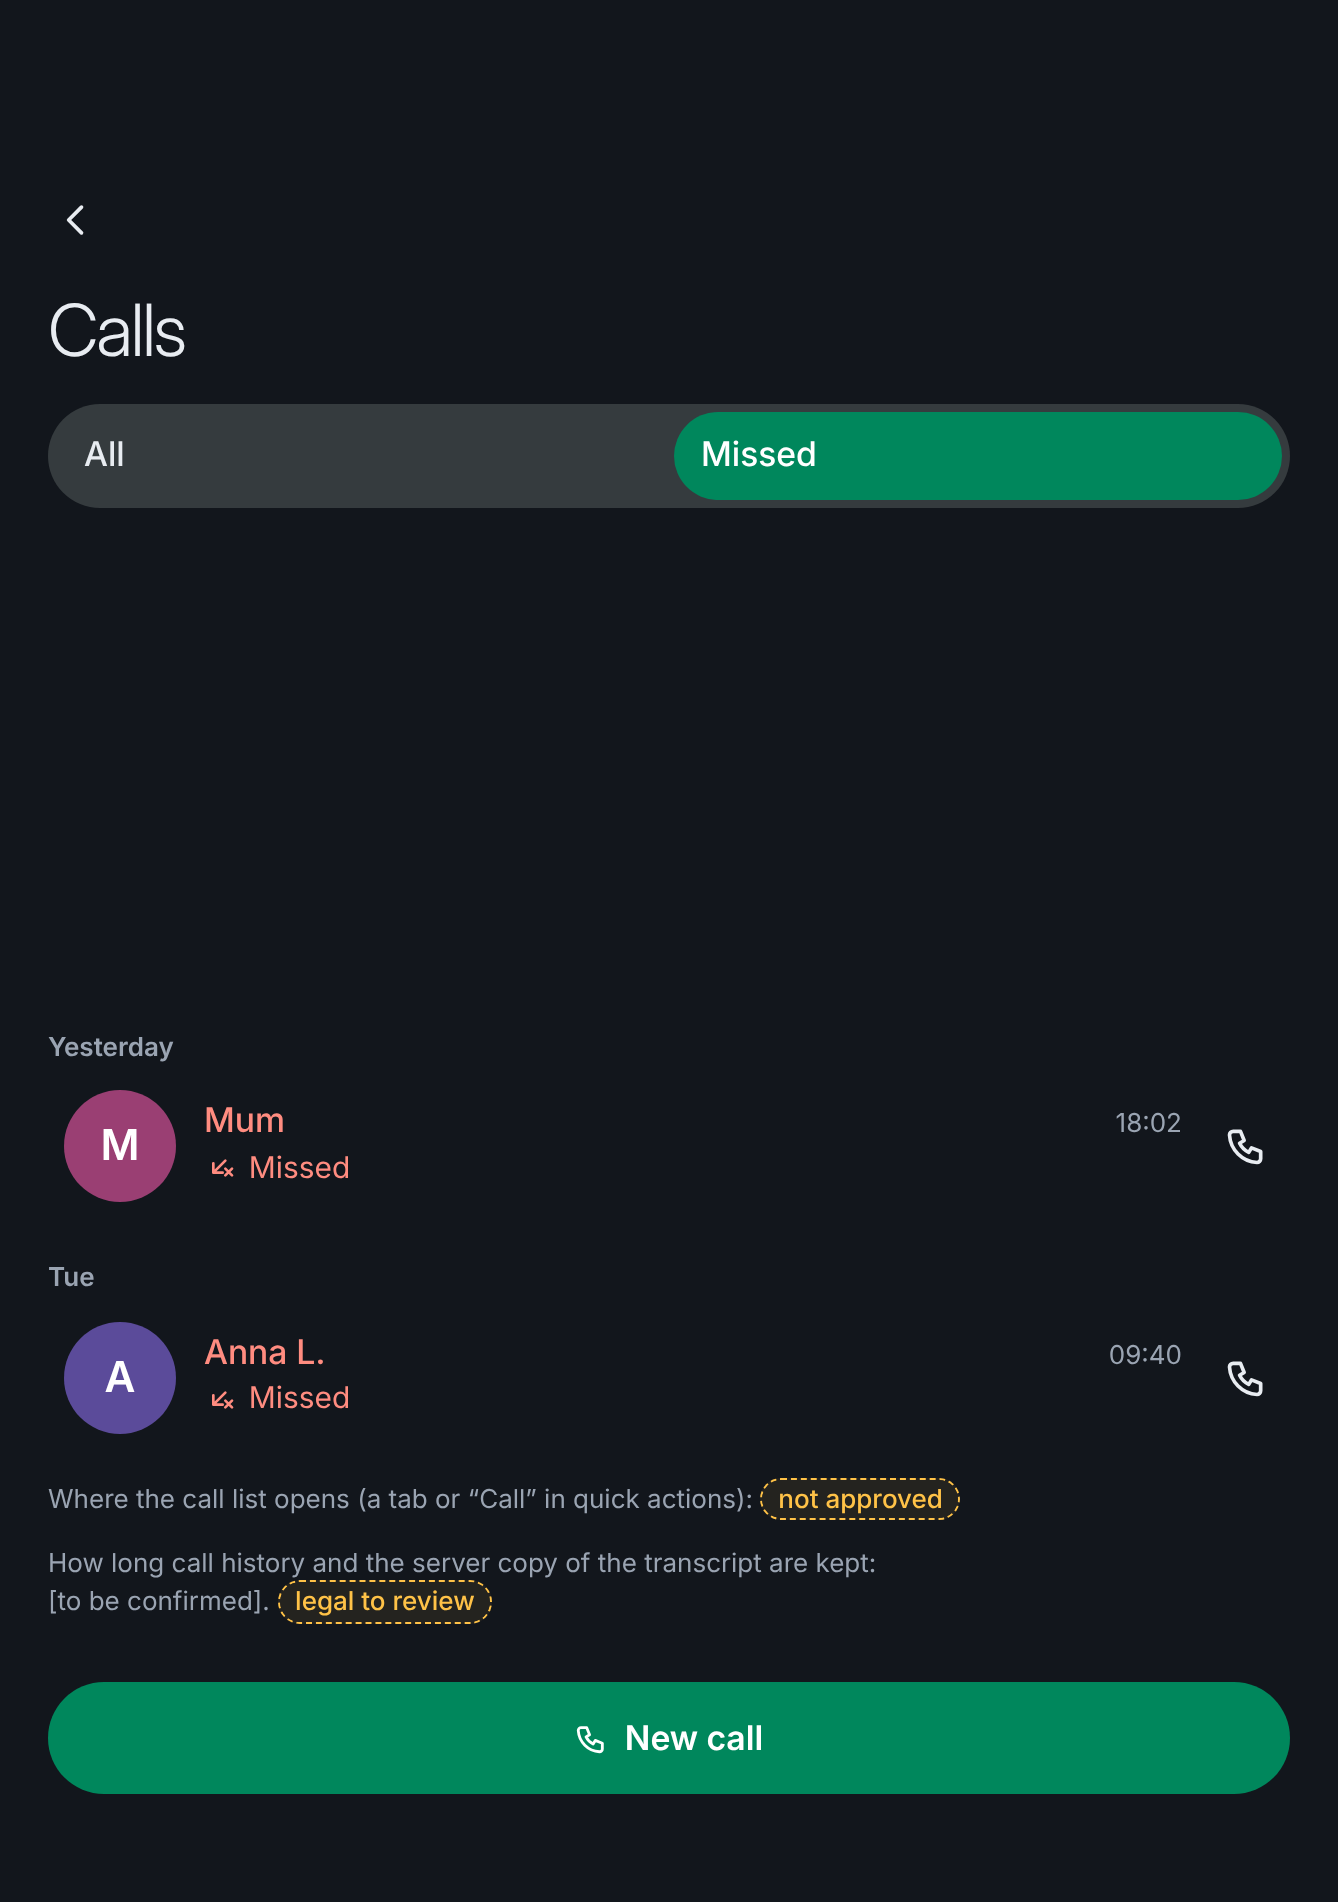 Calls
All
Missed
Yesterday
M
Mum
18:02
Missed
Tue
A
Anna L.
09:40
Missed
Where the call list opens (a tab or “Call” in quick actions): not approved
How long call history and the server copy of the transcript are kept:
[to be confirmed]. legal to review
New call